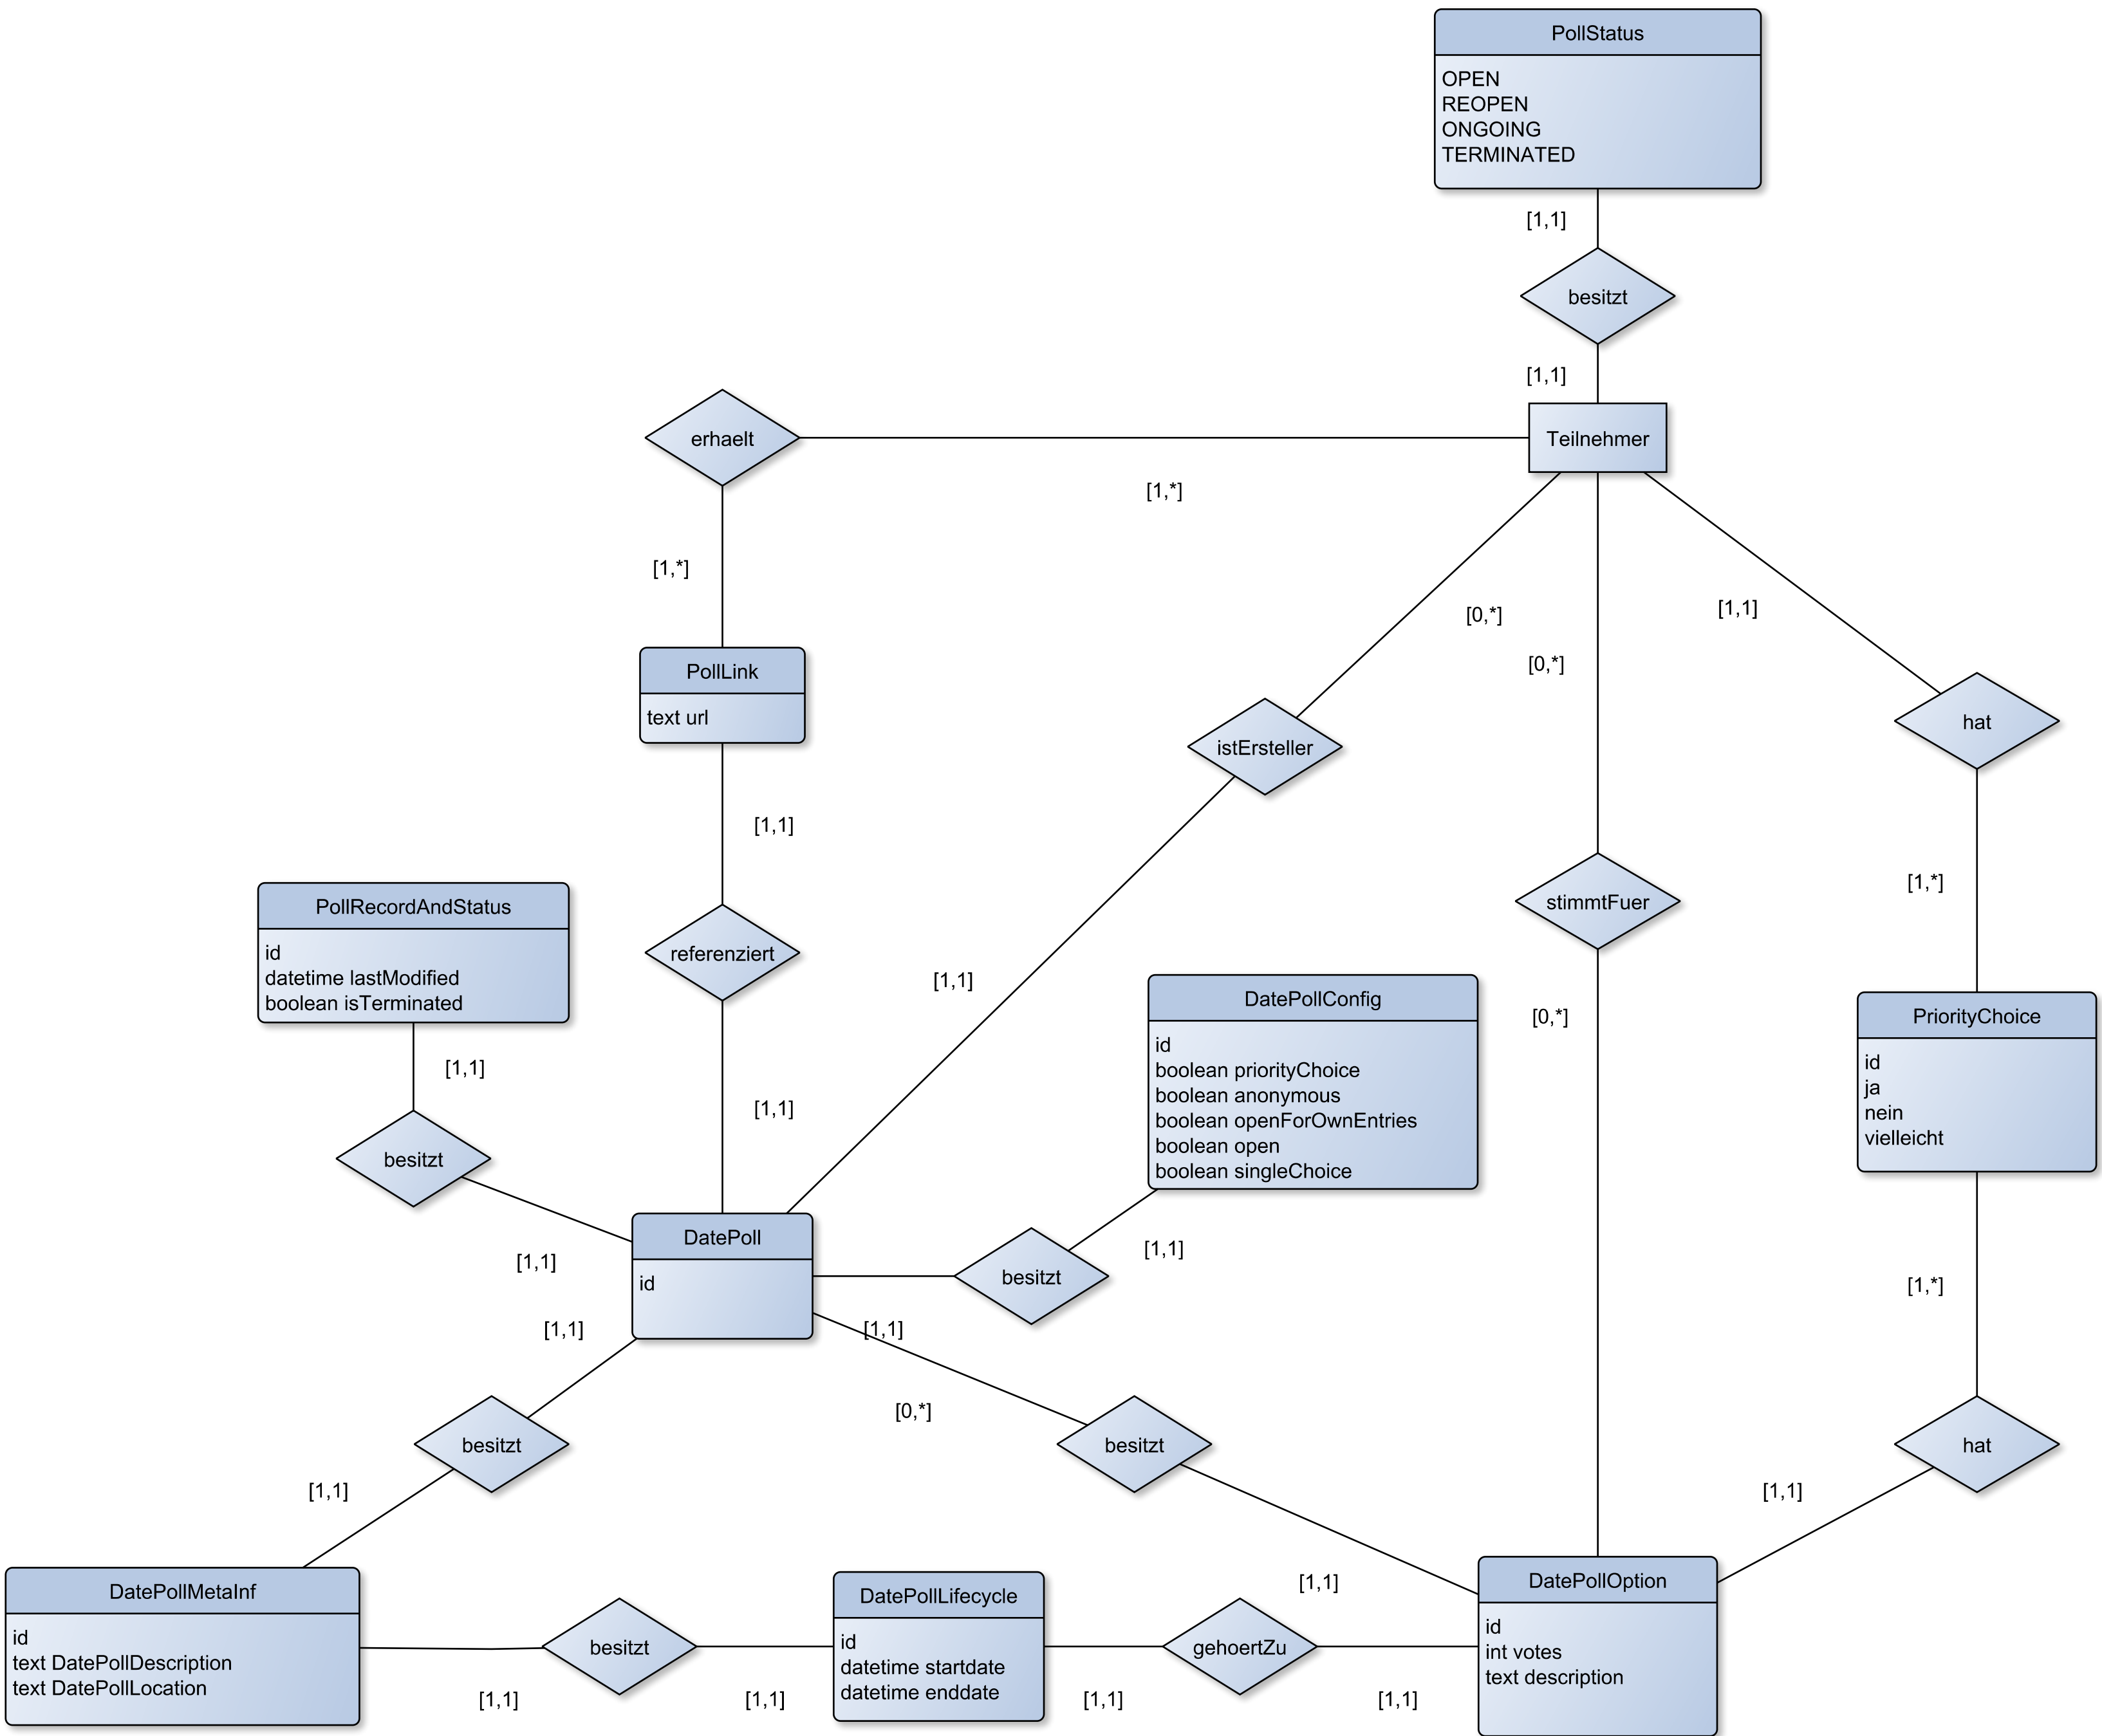 PollStatus
OPEN
REOPEN
ONGOING
TERMINATED
[1,1]
besitzt
[1,1]
erhaelt
Teilnehmer
[1,*]
[1,*]
[0,*]
[0,*]
[1,1]
PollLink
text url
istErsteller
hat
[1,1]
[1,*]
PollRecordAndStatus
id
datetime lastModified
boolean isTerminated
referenziert
stimmtFuer
[1,1]
[0,*]
DatePollConfig
id
boolean priorityChoice
boolean anonymous
boolean openForOwnEntries
boolean open
boolean singleChoice
PriorityChoice
id
ja
nein
vielleicht
[1,1]
[1,1]
besitzt
[1,1]
DatePoll
id
besitzt
[1,1]
[1,*]
[1,1]
[1,1]
[0,*]
besitzt
besitzt
hat
[1,1]
[1,1]
DatePollMetaInf
id
text DatePollDescription
text DatePollLocation
besitzt
[1,1]
[1,1]
DatePollLifecycle
id
datetime startdate
datetime enddate
gehoertZu
[1,1]
[1,1]
[1,1]
DatePollOption
id
int votes
text description